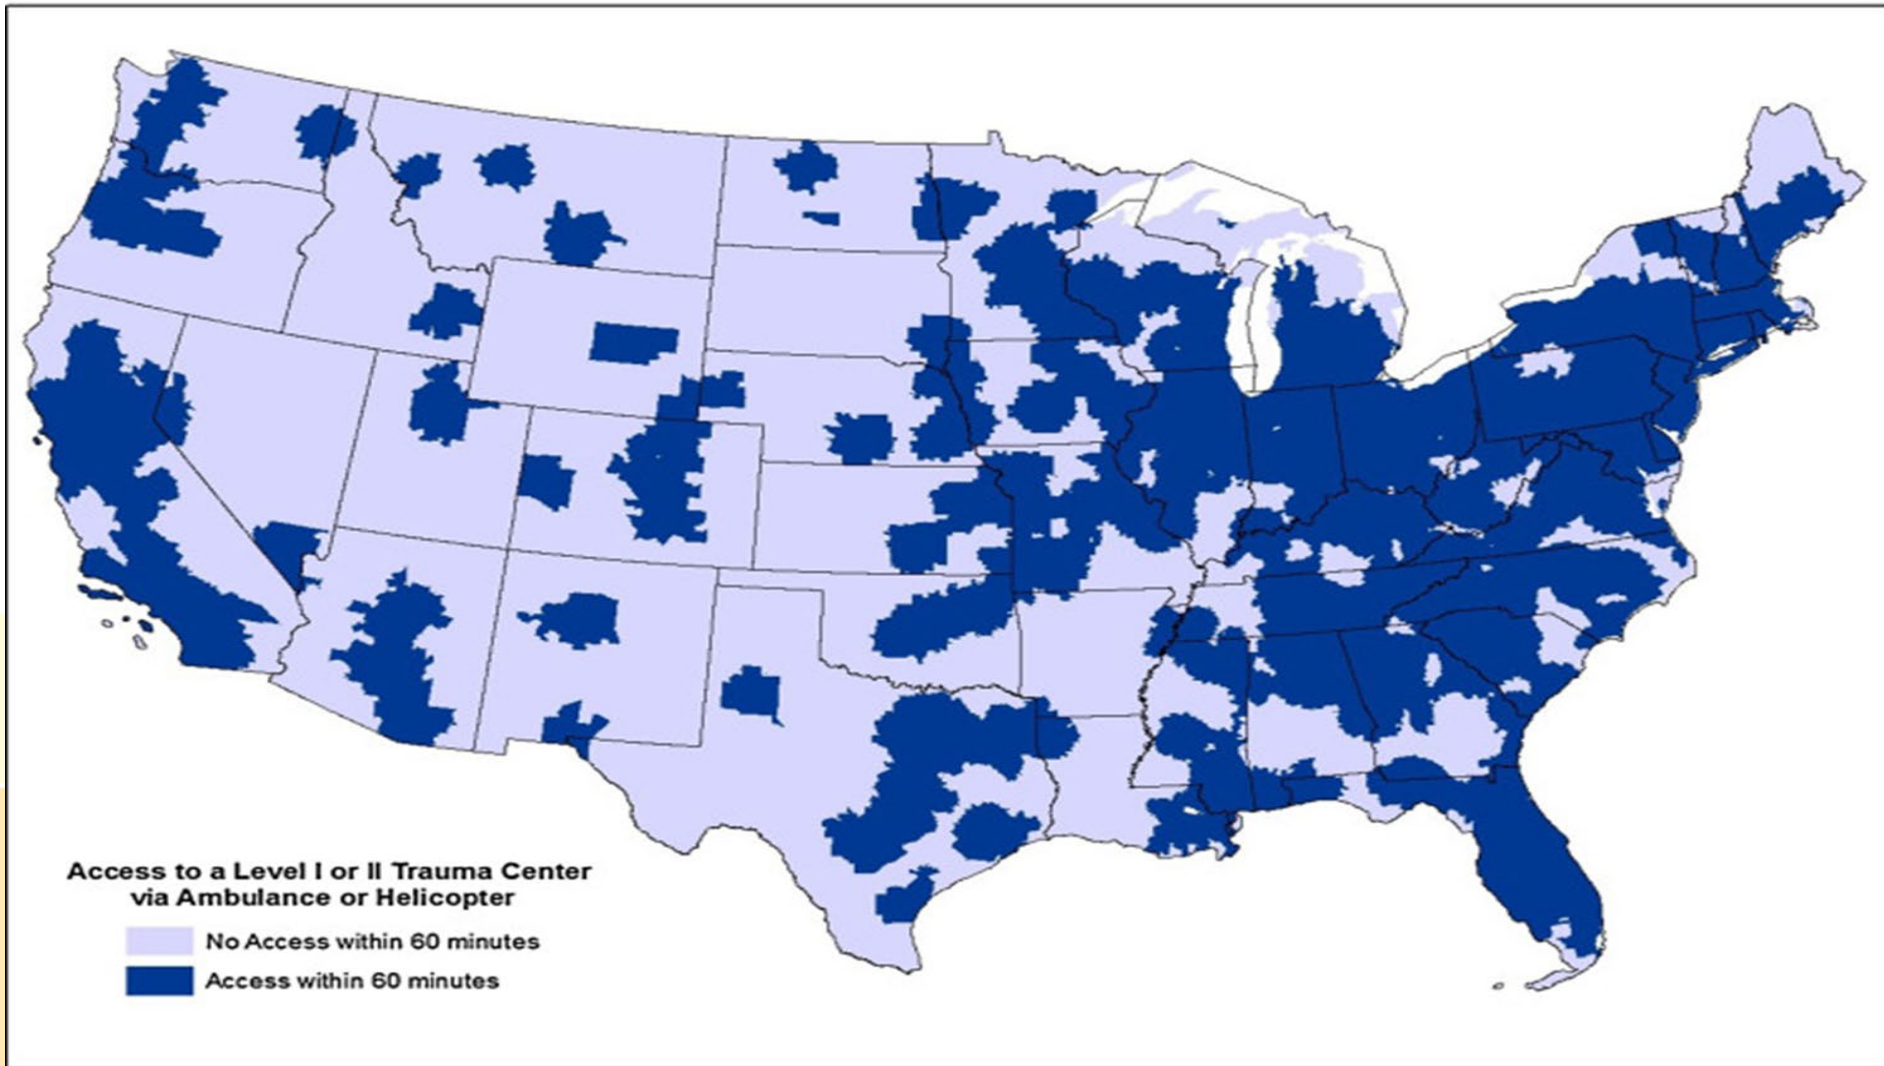 Access to a Level I or II Trauma Center
via Ambulance or Helicopter
No Access within 60 minutes
Access within 60 minutes